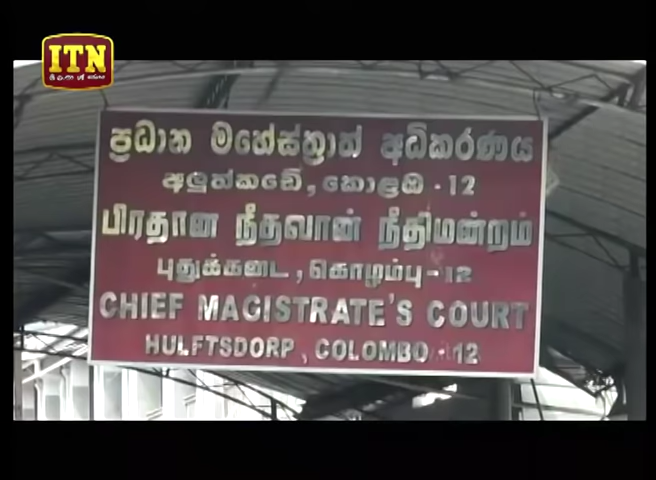 ITN
ප්‍රධාන මහේස්ත්‍රාත් අධිකරණය
අලුත්කඩේ, කොළඹ - 12
பிரதான நீதவான் நீதிமன்றம்
புதுக்கடை, கொழும்பு - 12
CHIEF MAGISTRATE'S COURT
HULFTSDORP, COLOMBO - 12